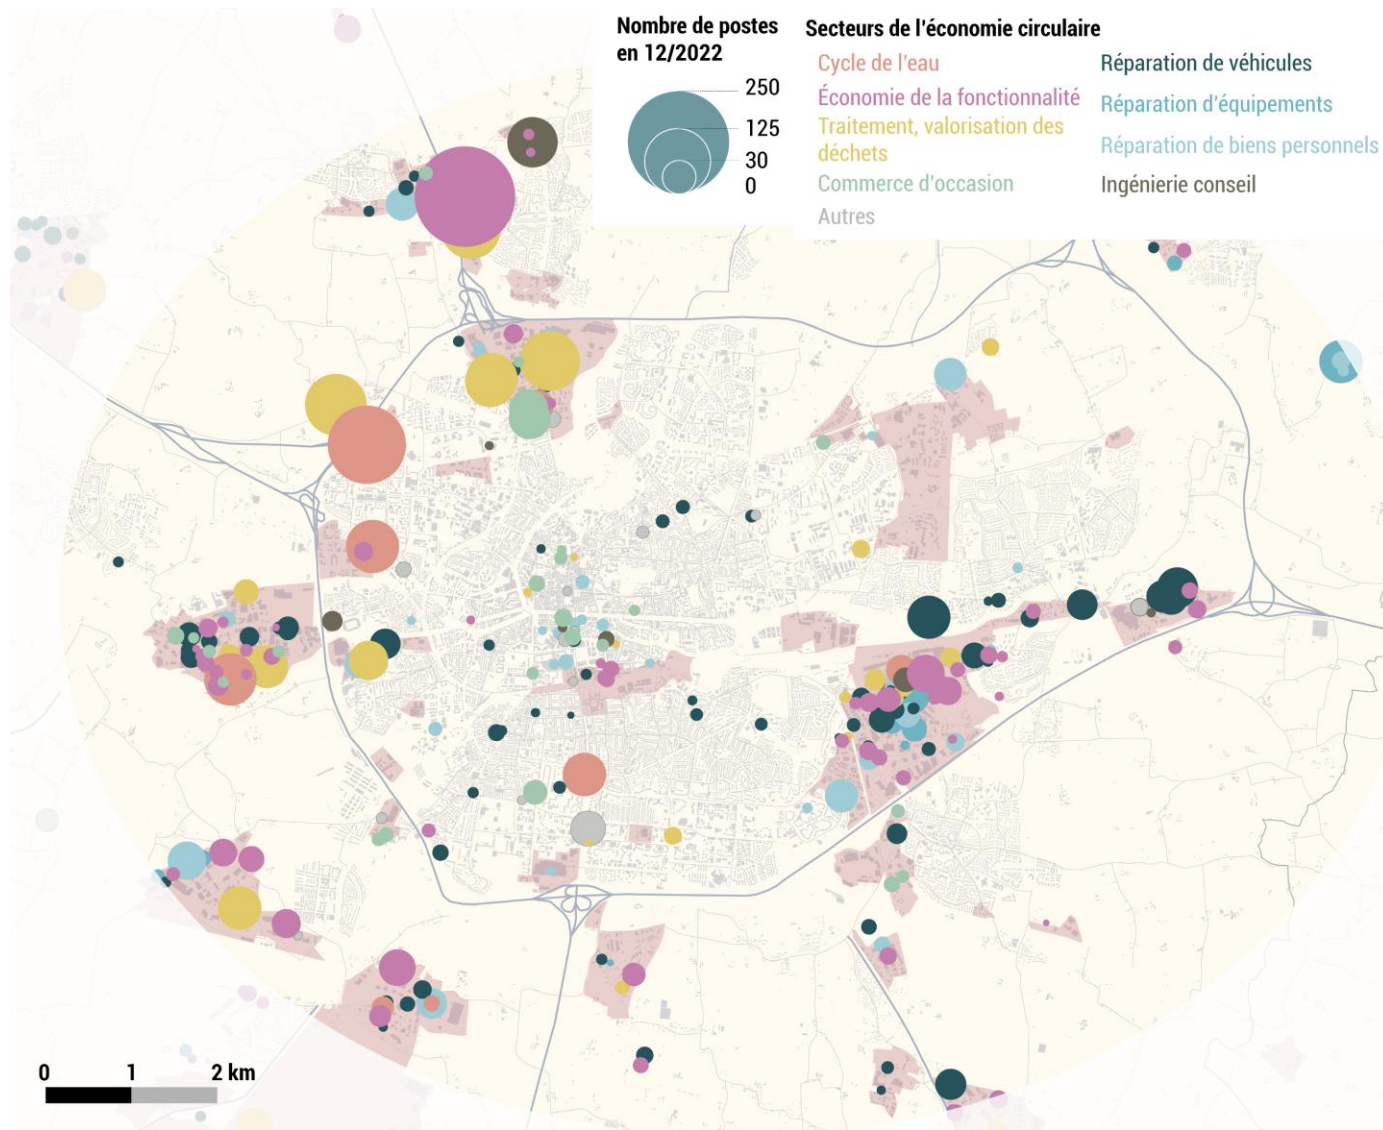 Nombre de postes
en 12/2022
250
125
30
0
Secteurs de l'économie circulaire
Cycle de l'eau
Économie de la fonctionnalité
Traitement, valorisation des
déchets
Commerce d'occasion
Autres
Réparation de véhicules
Réparation d'équipements
Réparation de biens personnels
Ingénierie conseil
0 1 2 km